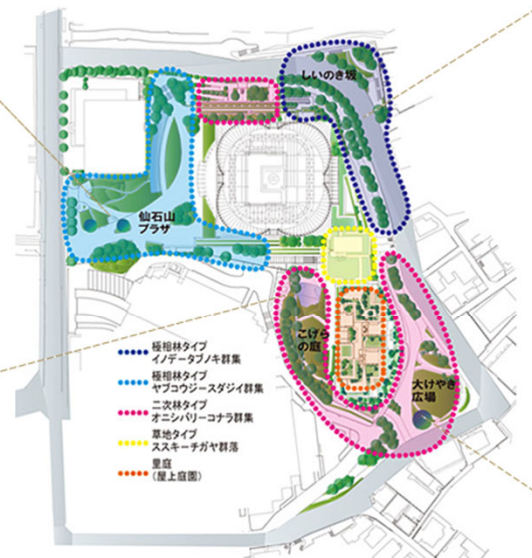 しいのき坂
仙石山
プラザ
こげら
の庭
大けやき
広場
極相林タイプ
イノデータブノキ群集
極相林タイプ
ヤブコウジースダジイ群集
二次林タイプ
オニシバリーコナラ群集
草地タイプ
ススキーチガヤ群落
里庭
(屋上庭園)